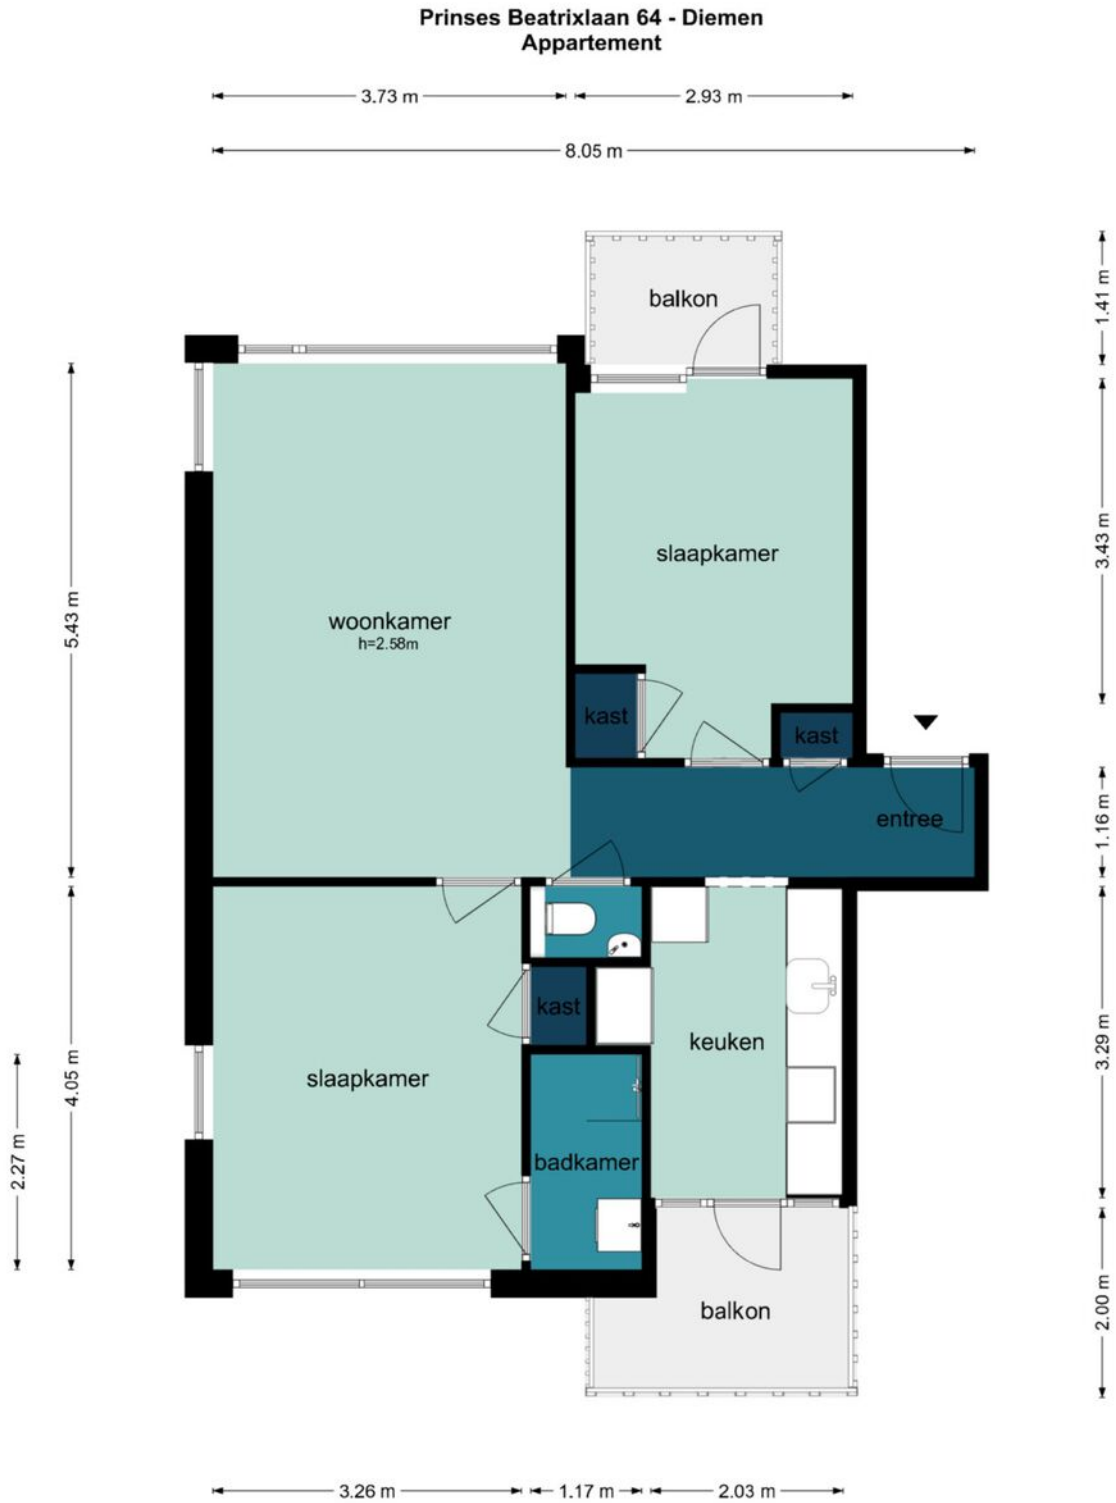 Prinses Beatrixlaan 64 - Diemen
Appartement
3.73 m
2.93 m
8.05 m
1.41 m
balkon
3.43 m
slaapkamer
5.43 m
woonkamer
h=2.58m
kast
kast
entree
1.16 m
kast
keuken
3.29 m
slaapkamer
4.05 m
2.27 m
badkamer
balkon
2.00 m
3.26 m
1.17 m
2.03 m